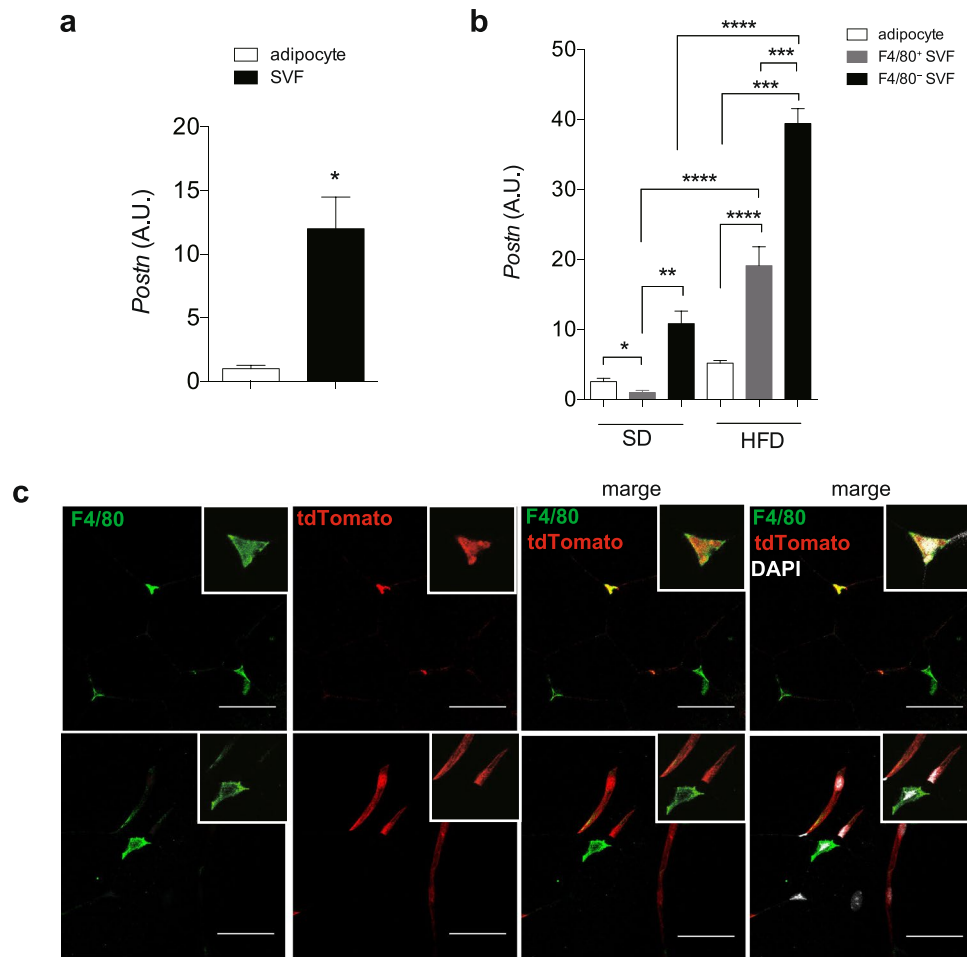 a
adipocyte
SVF
Postn (A.U.)
20
15
10
5
0
*
b
adipocyte
F4/80⁺ SVF
F4/80⁻ SVF
Postn (A.U.)
50
40
30
20
10
0
****
***
***
****
****
**
*
SD
HFD
c
marge
marge
F4/80
tdTomato
F4/80
tdTomato
F4/80
tdTomato
DAPI